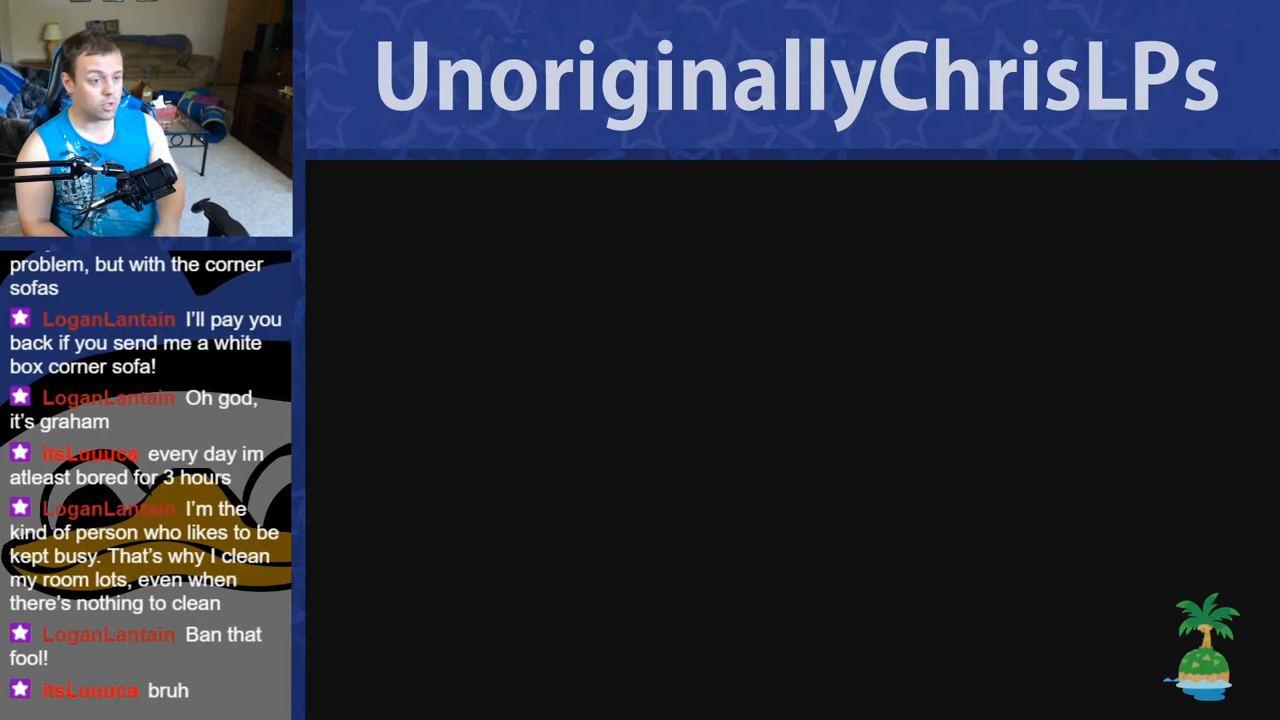 UnoriginallyChrisLPs
problem, but with the corner
sofas
LoganLantain I'll pay you
back if you send me a white
box corner sofa!
LoganLantain Oh god,
it's graham
itsLuuuca every day im
atleast bored for 3 hours
LoganLantain I'm the
kind of person who likes to be
kept busy. That's why I clean
my room lots, even when
there's nothing to clean
LoganLantain Ban that
fool!
itsLuuuca bruh